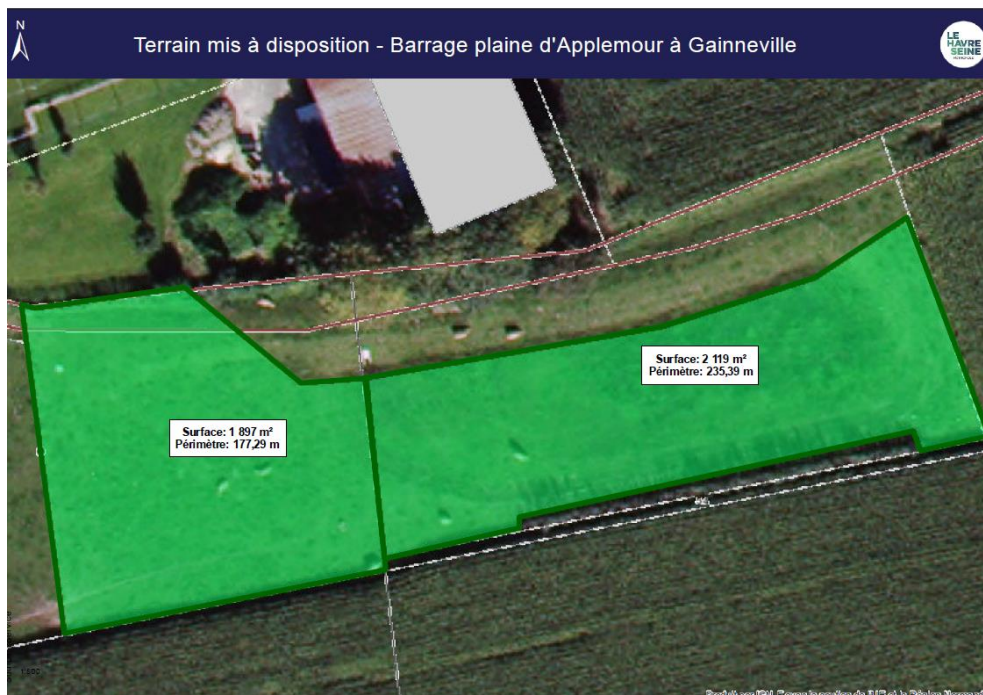 N
Terrain mis à disposition - Barrage plaine d'Applemour à Gainneville
LE
HAVRE
SEINE
Surface: 2 119 m²
Périmètre: 235,39 m
Surface: 1 897 m²
Périmètre: 177,29 m